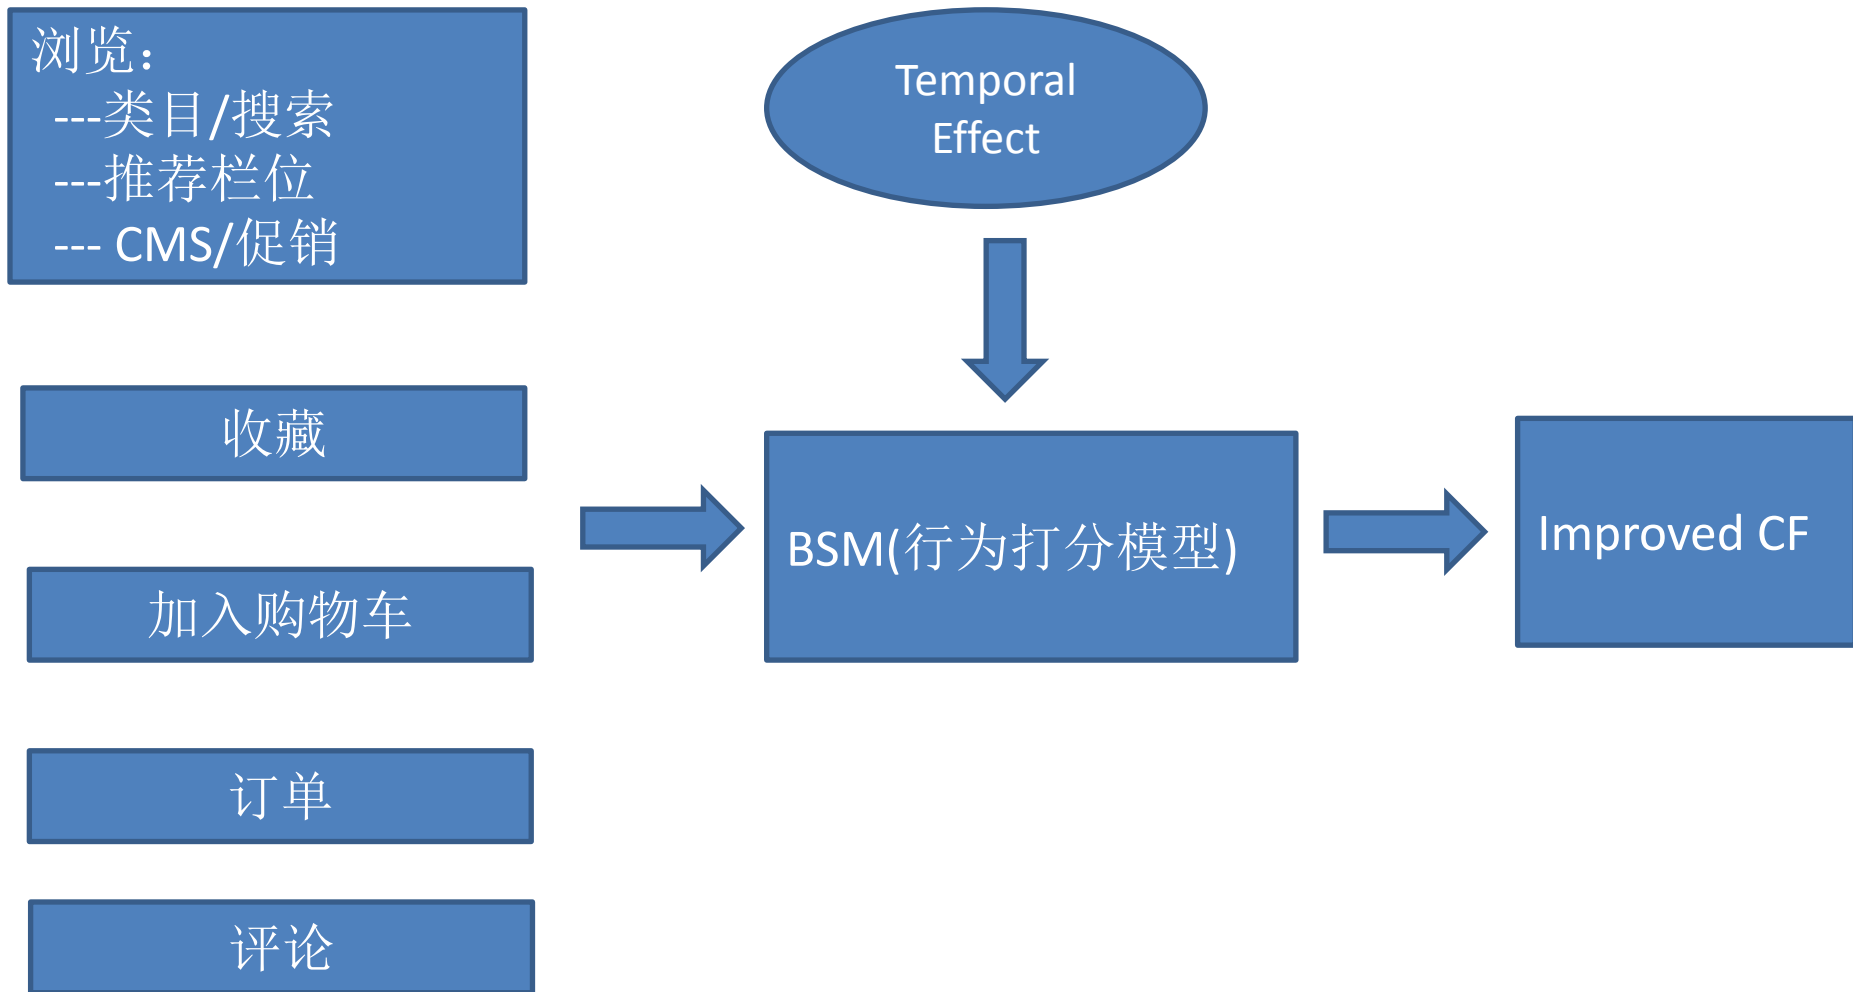 浏览：
---类目/搜索
---推荐栏位
--- CMS/促销
收藏
加入购物车
订单
评论
Temporal
Effect
BSM(行为打分模型)
Improved CF